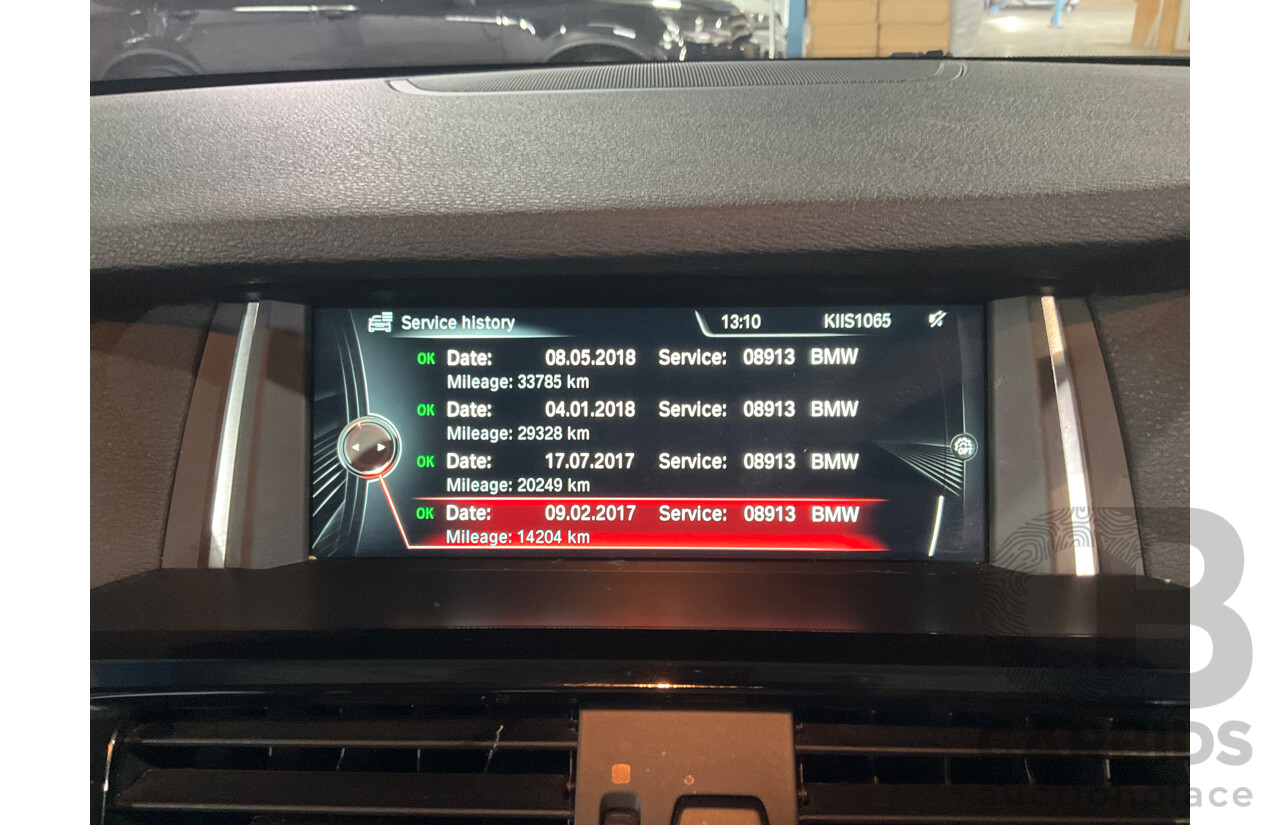 Service history 13:10 KIIS1065
OK Date: 08.05.2018 Service: 08913 BMW
Mileage: 33785 km
OK Date: 04.01.2018 Service: 08913 BMW
Mileage: 29328 km
OK Date: 17.07.2017 Service: 08913 BMW
Mileage: 20249 km
OK Date: 09.02.2017 Service: 08913 BMW
Mileage: 14204 km
OPT